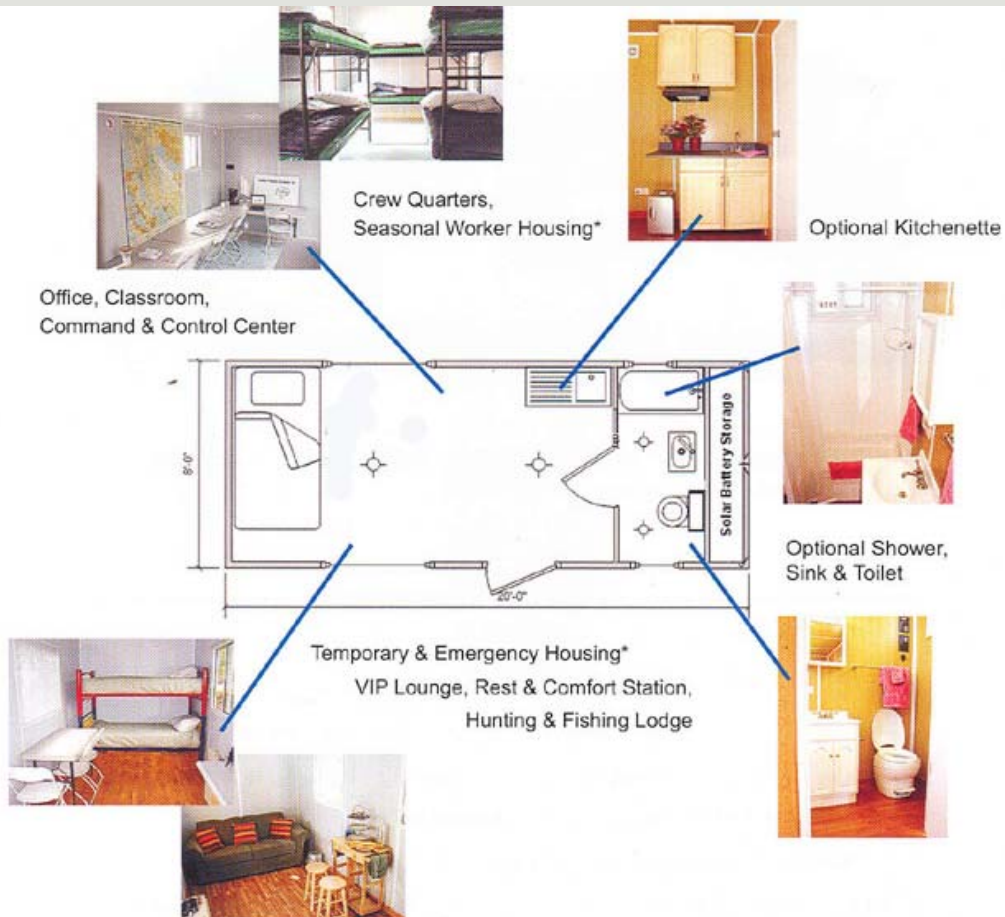 Crew Quarters,
Seasonal Worker Housing*
Optional Kitchenette
Office, Classroom,
Command & Control Center
8'-0"
Solar Battery Storage
Optional Shower,
Sink & Toilet
20'-0"
Temporary & Emergency Housing*
VIP Lounge, Rest & Comfort Station,
Hunting & Fishing Lodge